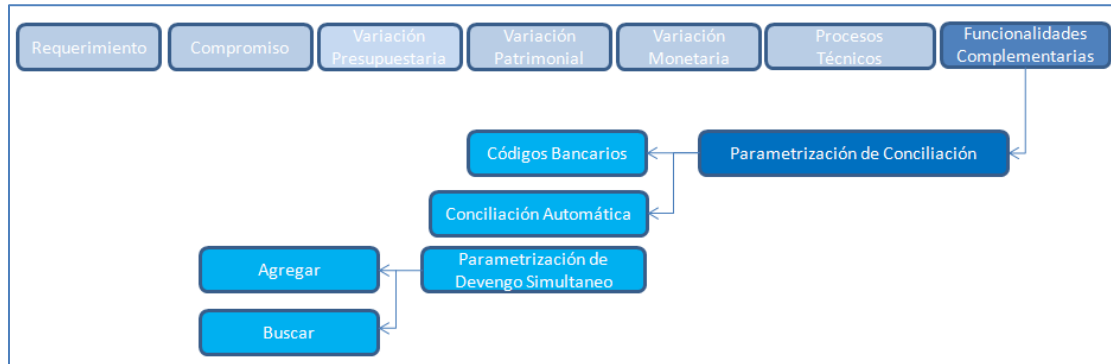 Requerimiento
Compromiso
Variación
Presupuestaria
Variación
Patrimonial
Variación
Monetaria
Procesos
Técnicos
Funcionalidades
Complementarias
Códigos Bancarios
Parametrización de Conciliación
Conciliación Automática
Agregar
Parametrización de
Devengo Simultaneo
Buscar